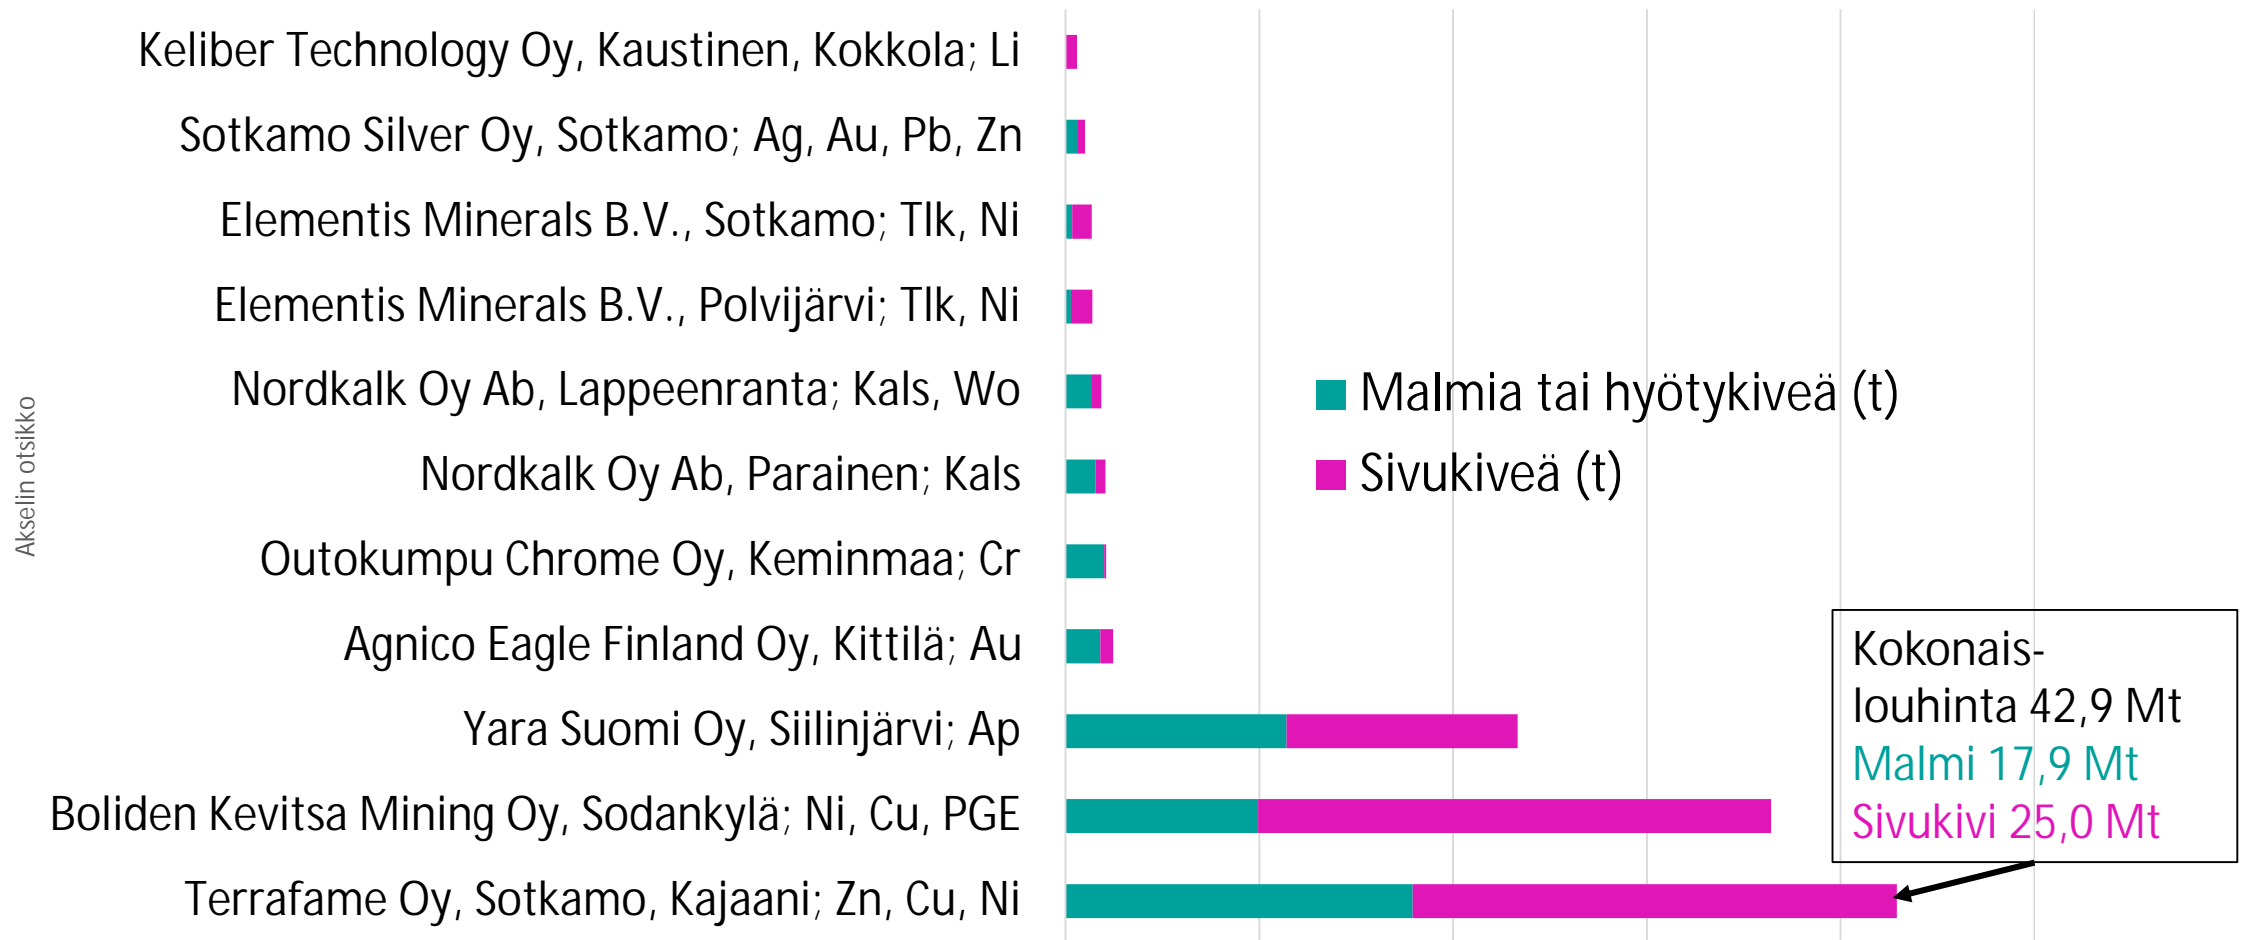 Keliber Technology Oy, Kaustinen, Kokkola; Li
Sotkamo Silver Oy, Sotkamo; Ag, Au, Pb, Zn
Elementis Minerals B.V., Sotkamo; Tlk, Ni
Elementis Minerals B.V., Polvijärvi; Tlk, Ni
Nordkalk Oy Ab, Lappeenranta; Kals, Wo
Nordkalk Oy Ab, Parainen; Kals
Outokumpu Chrome Oy, Keminmaa; Cr
Agnico Eagle Finland Oy, Kittilä; Au
Yara Suomi Oy, Siilinjärvi; Ap
Boliden Kevitsa Mining Oy, Sodankylä; Ni, Cu, PGE
Terrafame Oy, Sotkamo, Kajaani; Zn, Cu, Ni
Akselin otsikko
Malmia tai hyötykiveä (t)
Sivukiveä (t)
Kokonais-
louhinta 42,9 Mt
Malmi 17,9 Mt
Sivukivi 25,0 Mt